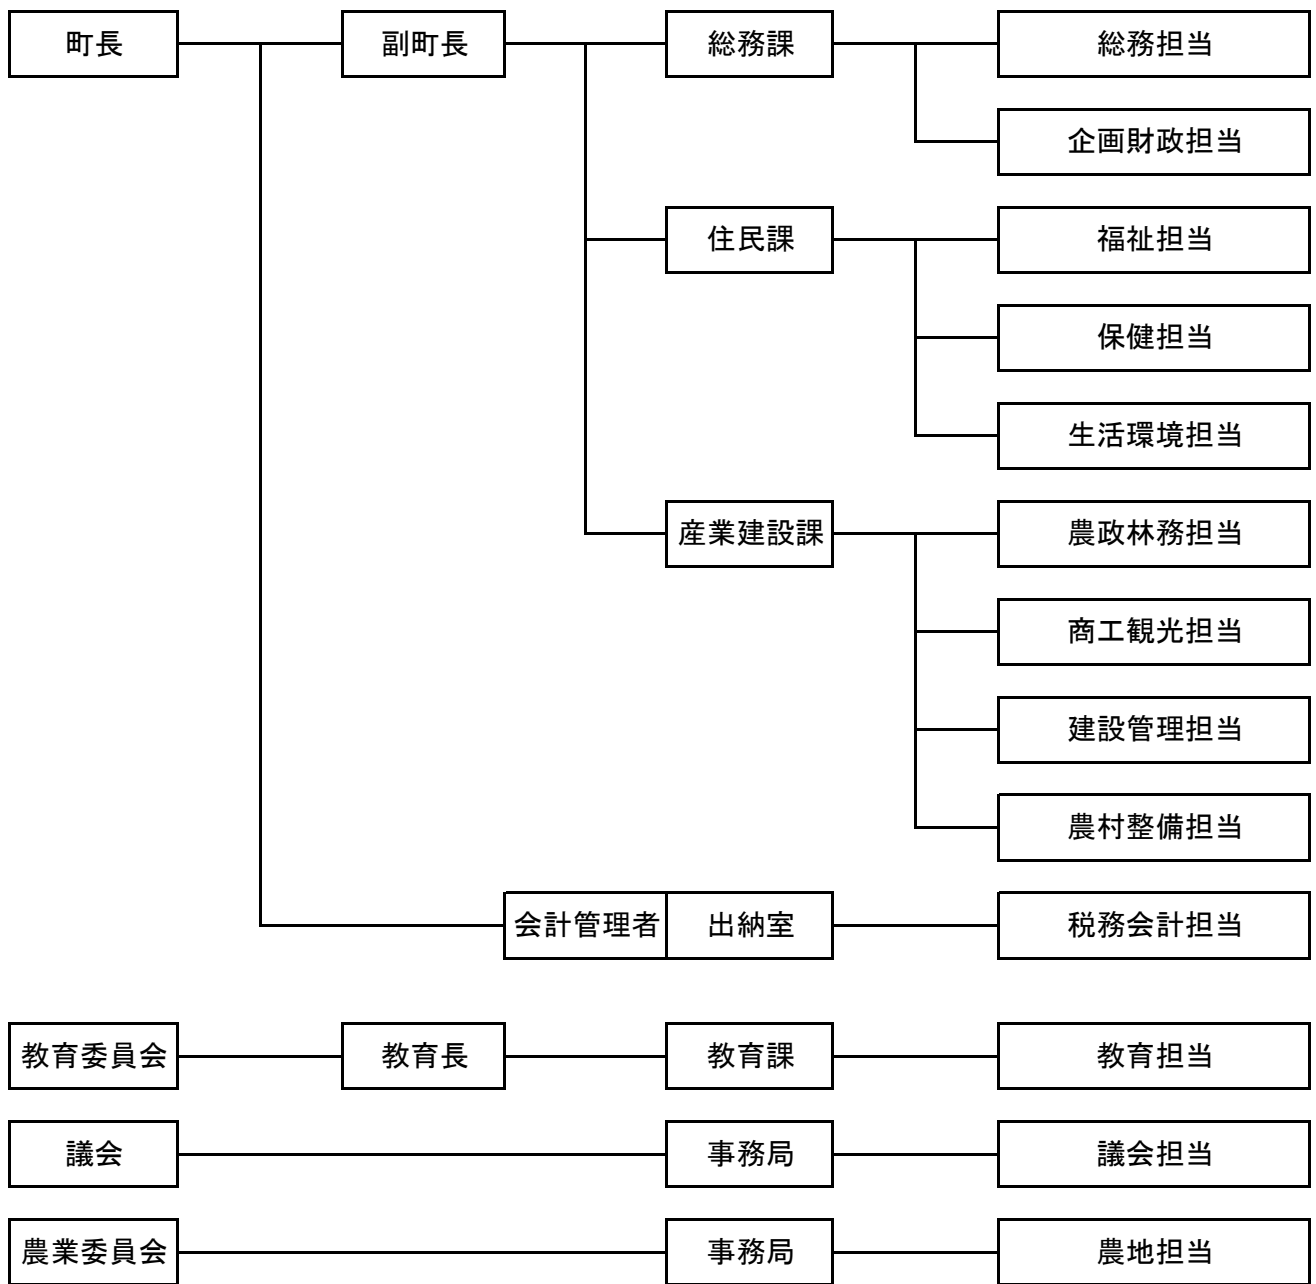 町長
副町長
総務課
総務担当
企画財政担当
住民課
福祉担当
保健担当
生活環境担当
産業建設課
農政林務担当
商工観光担当
建設管理担当
農村整備担当
会計管理者
出納室
税務会計担当
教育委員会
教育長
教育課
教育担当
議会
事務局
議会担当
農業委員会
事務局
農地担当